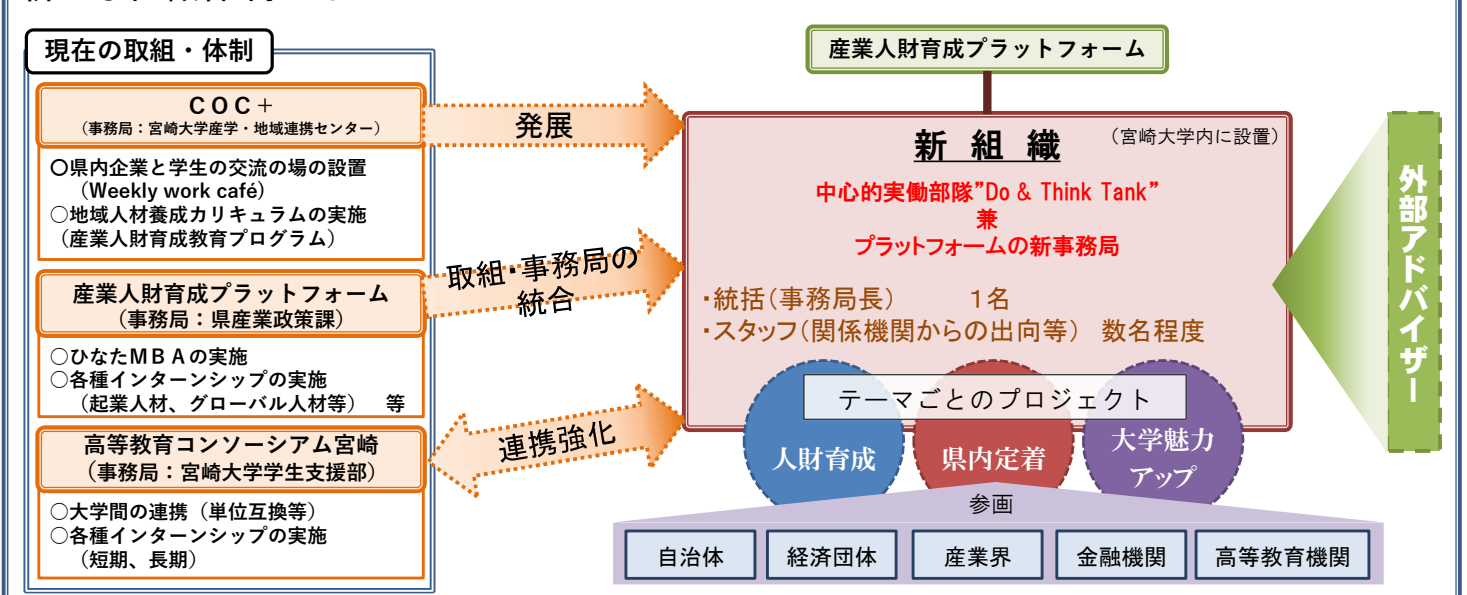 現在の取組・体制
ＣＯＣ＋
（事務局：宮崎大学産学・地域連携センター）
〇県内企業と学生の交流の場の設置
（Weekly work café）
○地域人材養成カリキュラムの実施
（産業人財育成教育プログラム）
産業人財育成プラットフォーム
（事務局：県産業政策課）
○ひなたＭＢＡの実施
○各種インターンシップの実施
（起業人材、グローバル人材等）　等
高等教育コンソーシアム宮崎
（事務局：宮崎大学学生支援部）
○大学間の連携（単位互換等）
○各種インターンシップの実施
（短期、長期）
発展
取組・事務局の
統合
連携強化
産業人財育成プラットフォーム
新 組 織
（宮崎大学内に設置）
中心的実働部隊”Do & Think Tank”
兼
プラットフォームの新事務局
・統括（事務局長）　　　１名
・スタッフ（関係機関からの出向等）　数名程度
テーマごとのプロジェクト
人財育成
県内定着
大学魅力
アップ
参画
自治体
経済団体
産業界
金融機関
高等教育機関
外部アドバイザー